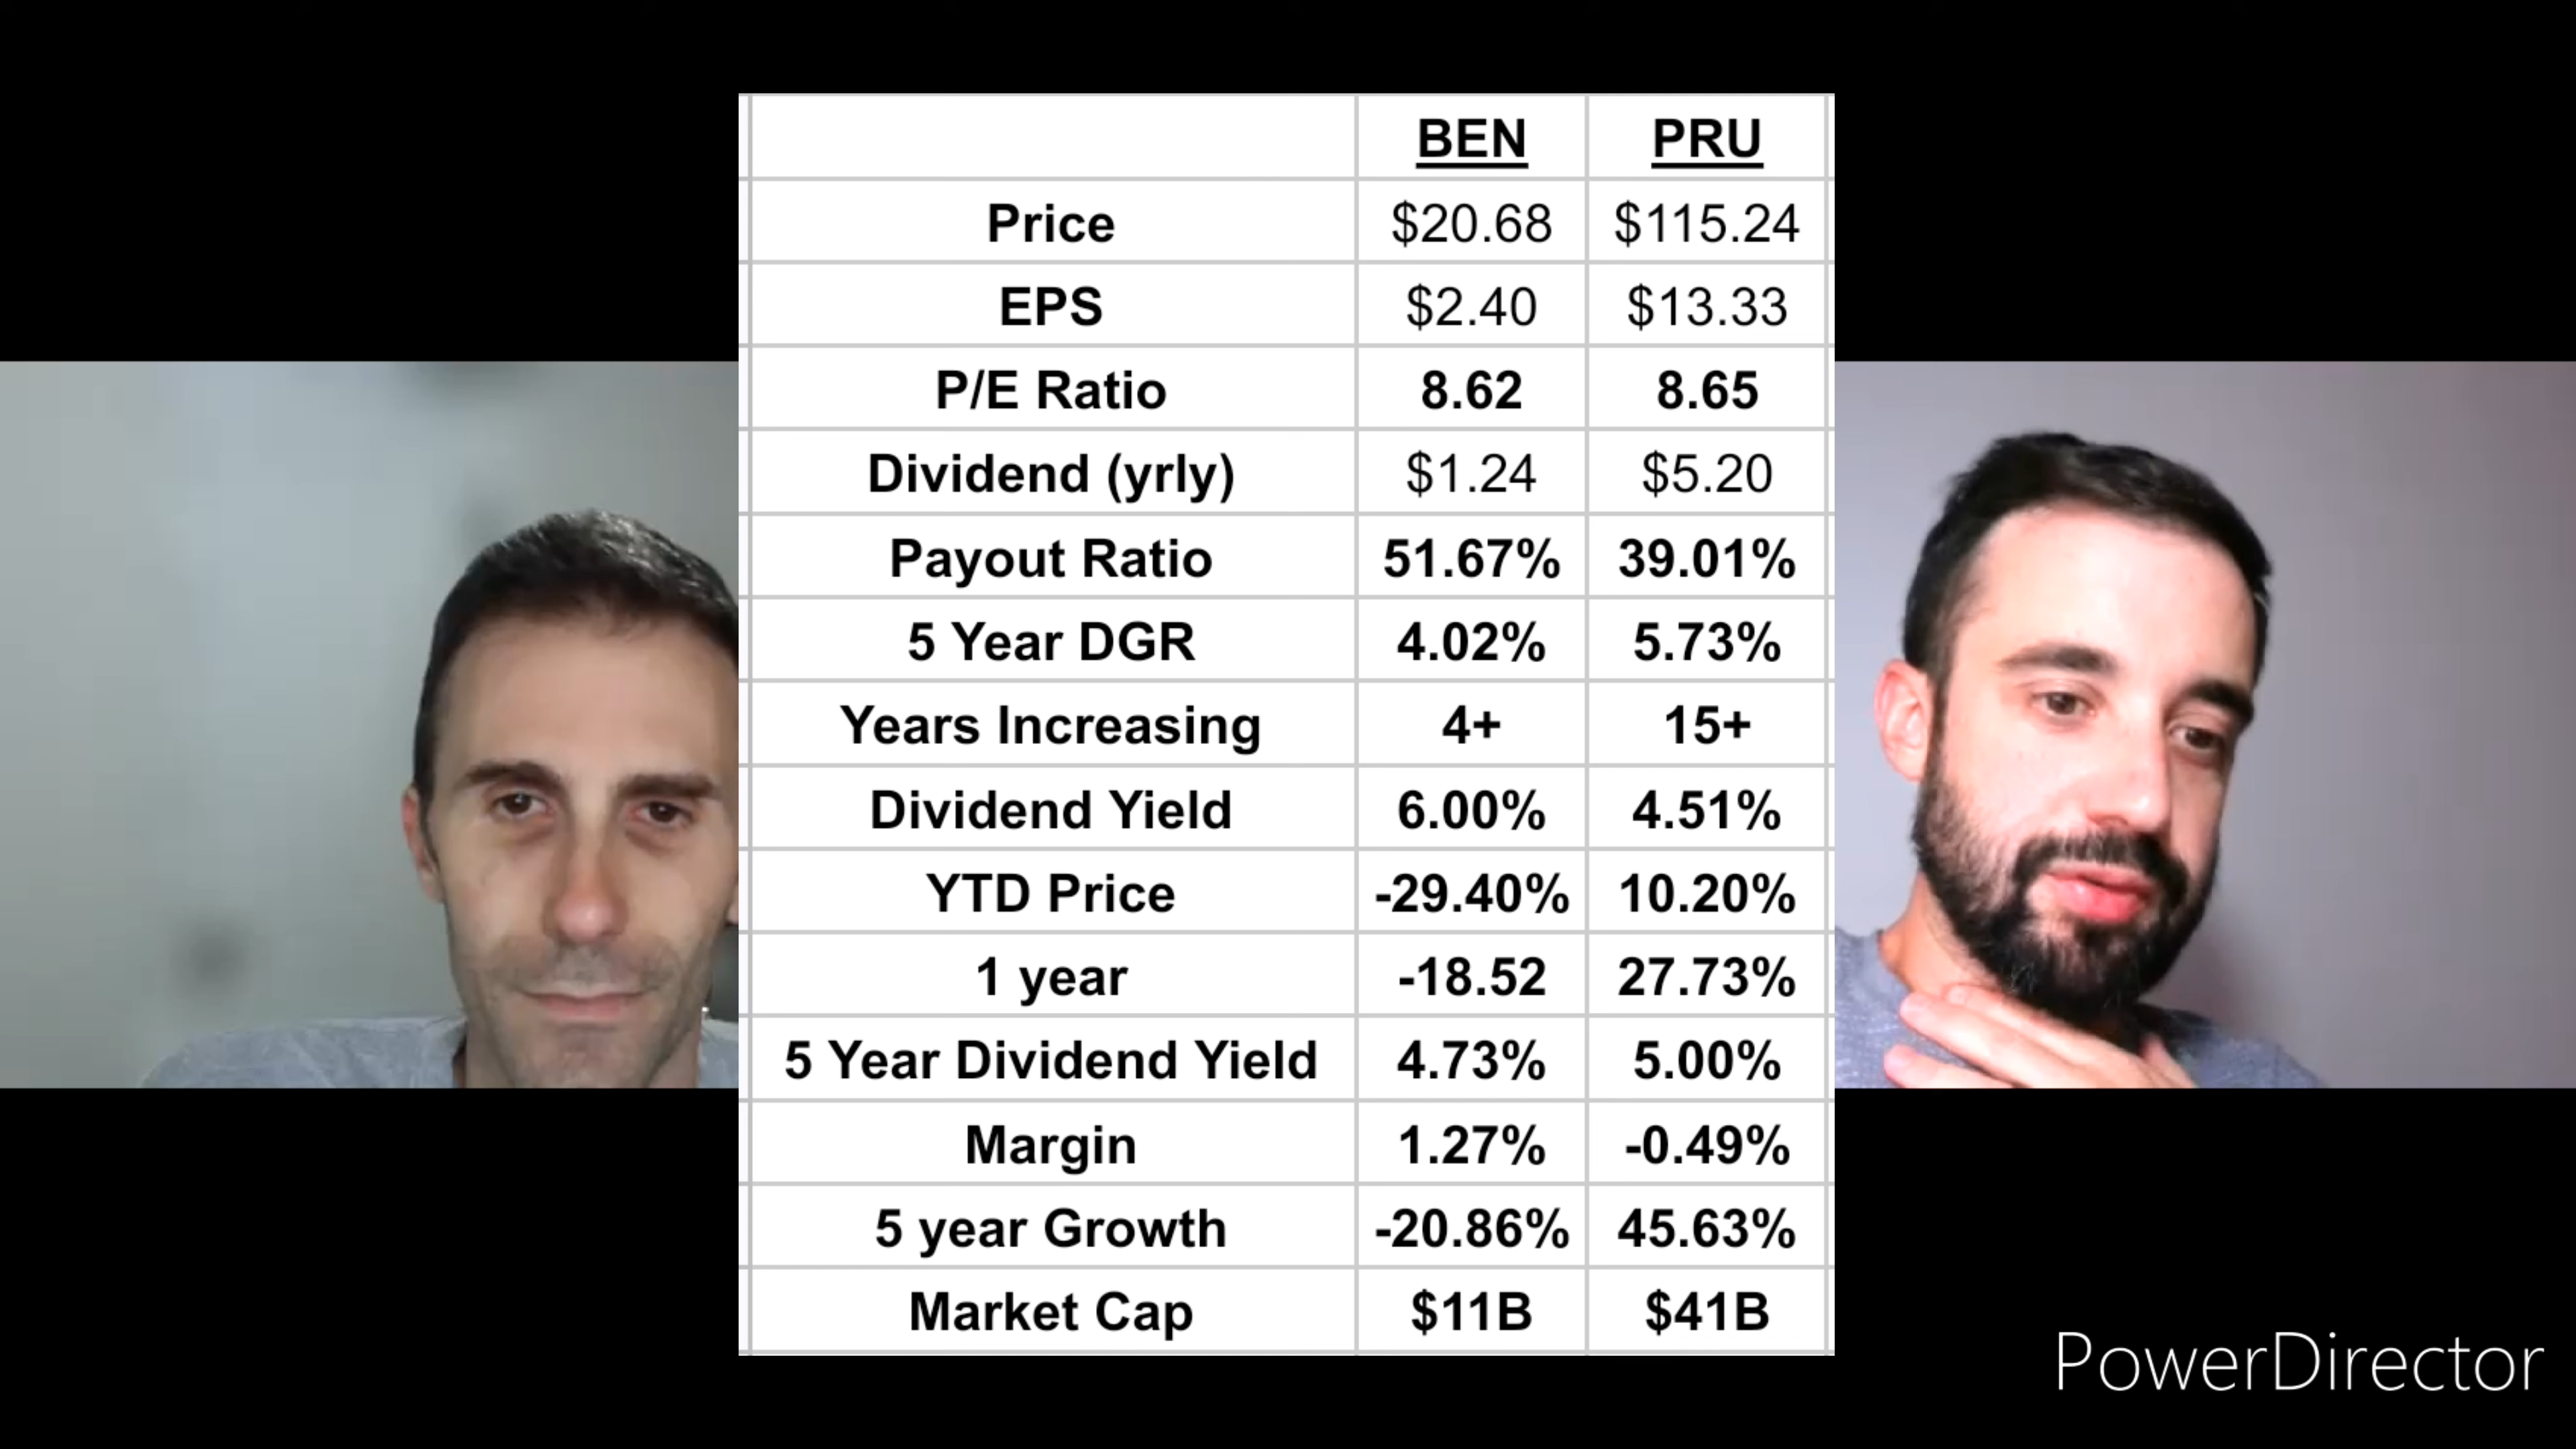 BEN PRU
Price $20.68 $115.24
EPS $2.40 $13.33
P/E Ratio 8.62 8.65
Dividend (yrly) $1.24 $5.20
Payout Ratio 51.67% 39.01%
5 Year DGR 4.02% 5.73%
Years Increasing 4+ 15+
Dividend Yield 6.00% 4.51%
YTD Price -29.40% 10.20%
1 year -18.52 27.73%
5 Year Dividend Yield 4.73% 5.00%
Margin 1.27% -0.49%
5 year Growth -20.86% 45.63%
Market Cap $11B $41B
PowerDirector